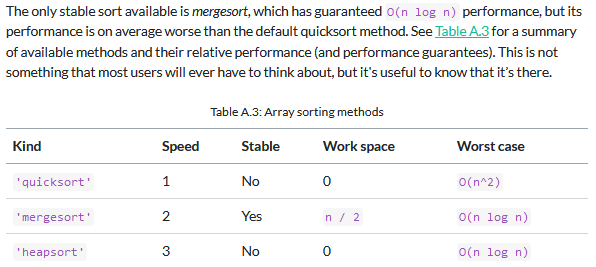 The only stable sort available is mergesort, which has guaranteed O(n log n) performance, but its
performance is on average worse than the default quicksort method. See Table A.3 for a summary
of available methods and their relative performance (and performance guarantees). This is not
something that most users will ever have to think about, but it's useful to know that it’s there.
Table A.3: Array sorting methods
Kind Speed Stable Work space Worst case
'quicksort' 1 No 0 O(n^2)
'mergesort' 2 Yes n / 2 O(n log n)
'heapsort' 3 No 0 O(n log n)